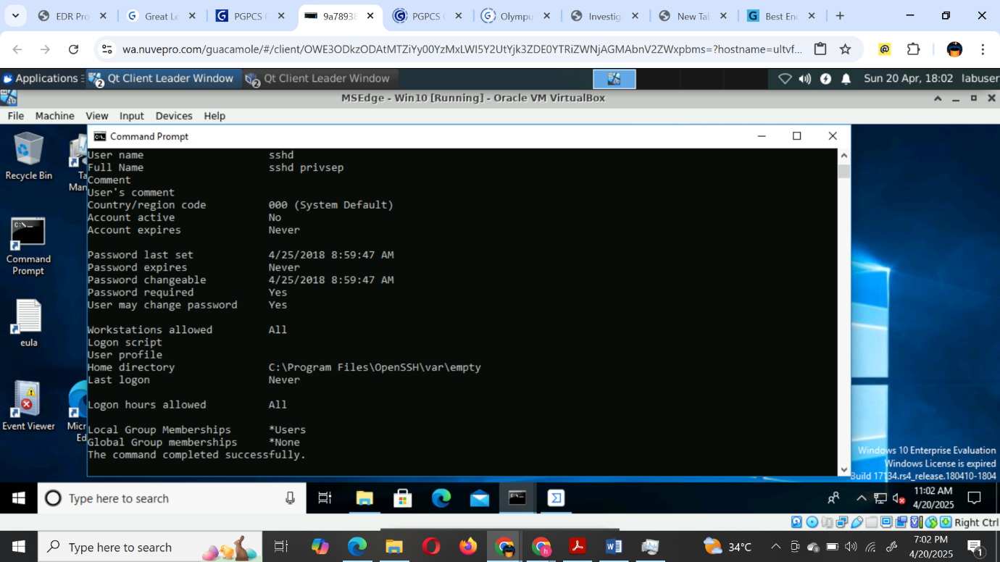 EDR Pro
Great Le
PGPCS
9a78938
PGPCS
Olympu
Investig
New Tab
Best End
wa.nuvepro.com/guacamole/#/client/OWE3ODkzODAtMTZiYy00YzMxLWI5Y2UtYjk3ZDE0YTRiZWNjAGMAbnV2ZWxpbms=?hostname=ultvf...
Applications
Qt Client Leader Window
Qt Client Leader Window
Sun 20 Apr, 18:02 labuser
MSEdge - Win10 [Running] - Oracle VM VirtualBox
File Machine View Input Devices Help
Recycle Bin
Ta
Man
Command Prompt
eula
Event Viewer
Micr
Ed
Command Prompt
User name sshd
Full Name sshd privsep
Comment
User's comment
Country/region code 000 (System Default)
Account active No
Account expires Never
Password last set 4/25/2018 8:59:47 AM
Password expires Never
Password changeable 4/25/2018 8:59:47 AM
Password required Yes
User may change password Yes
Workstations allowed All
Logon script
User profile
Home directory C:\Program Files\OpenSSH\var\empty
Last logon Never
Logon hours allowed All
Local Group Memberships *Users
Global Group memberships *None
The command completed successfully.
Windows 10 Enterprise Evaluation
Windows License is expired
Build 17134.rs4_release.180410-1804
Type here to search
11:02 AM
4/20/2025
Right Ctrl
Type here to search
34°C
7:02 PM
4/20/2025
1